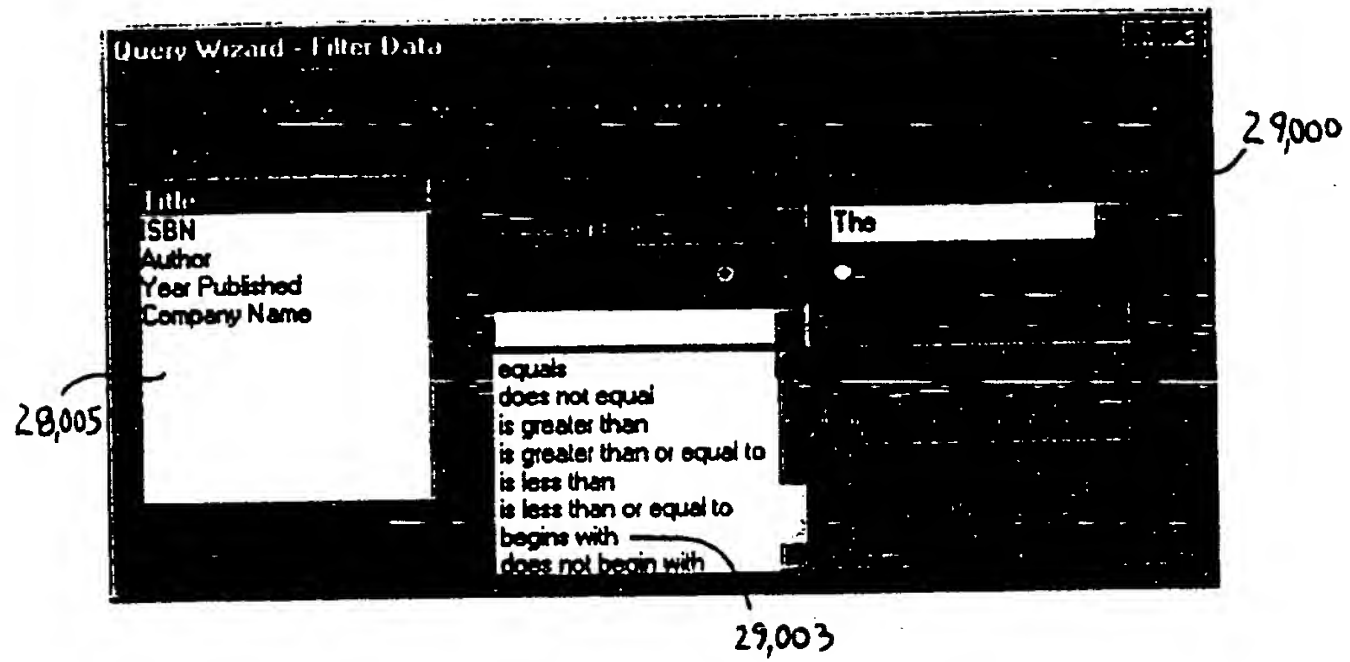 Query Wizard - Filter Data
29,000
Title
ISBN
Author
Year Published
Company Name
28,005
The
equals
does not equal
is greater than
is greater than or equal to
is less than
is less than or equal to
begins with
does not begin with
29,003